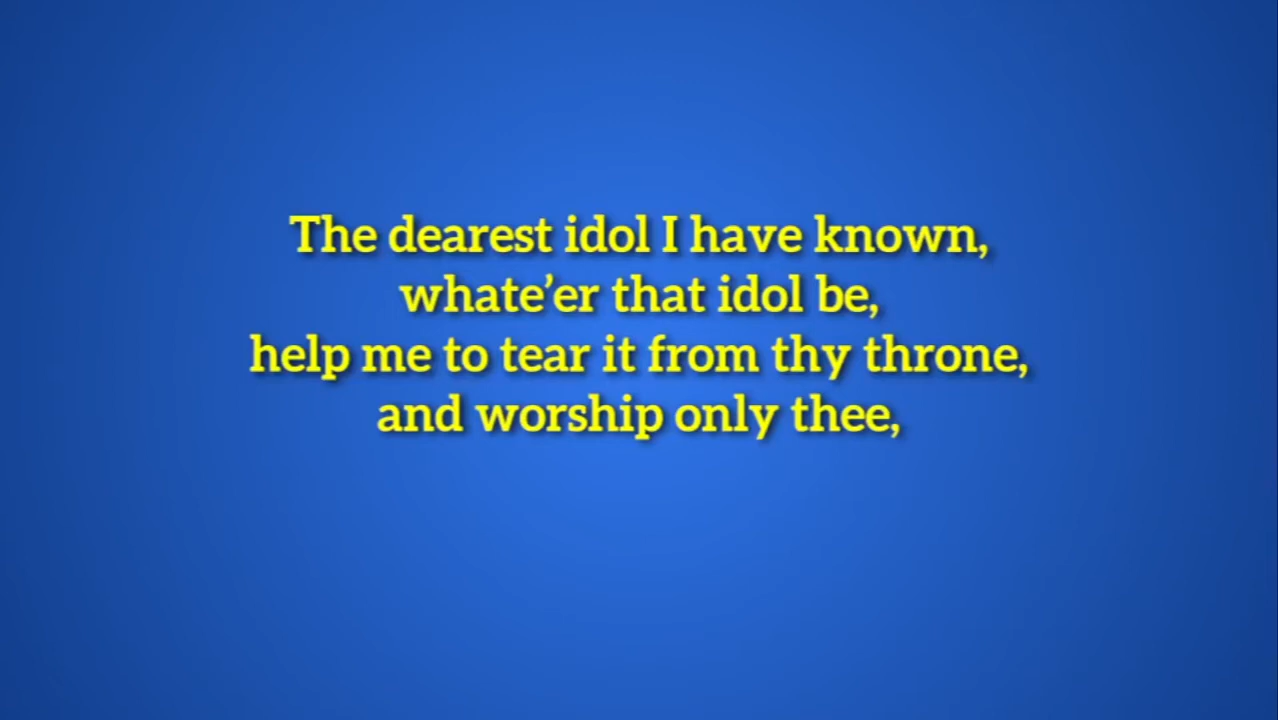 The dearest idol I have known,
whate’er that idol be,
help me to tear it from thy throne,
and worship only thee,